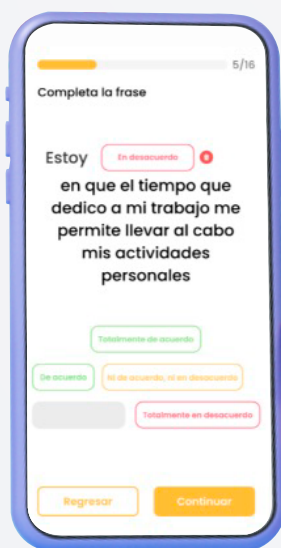 5/16
Completa la frase
Estoy En desacuerdo
en que el tiempo que
dedico a mi trabajo me
permite llevar al cabo
mis actividades
personales
Totalmente de acuerdo
De acuerdo Ni de acuerdo, ni en desacuerdo
Totalmente en desacuerdo
Regresar Continuar